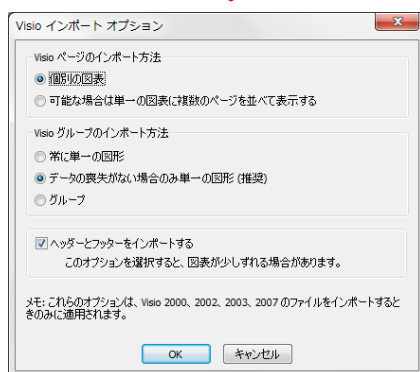 Visio インポート オプション
Visio ページのインポート方法
個別の図表
可能な場合は単一の図表に複数のページを並べて表示する
Visio グループのインポート方法
常に単一の図形
データの喪失がない場合のみ単一の図形 (推奨)
グループ
ヘッダーとフッターをインポートする
このオプションを選択すると、図表が少しずれる場合があります。
メモ: これらのオプションは、Visio 2000、2002、2003、2007 のファイルをインポートすると
きのみに適用されます。
OK
キャンセル